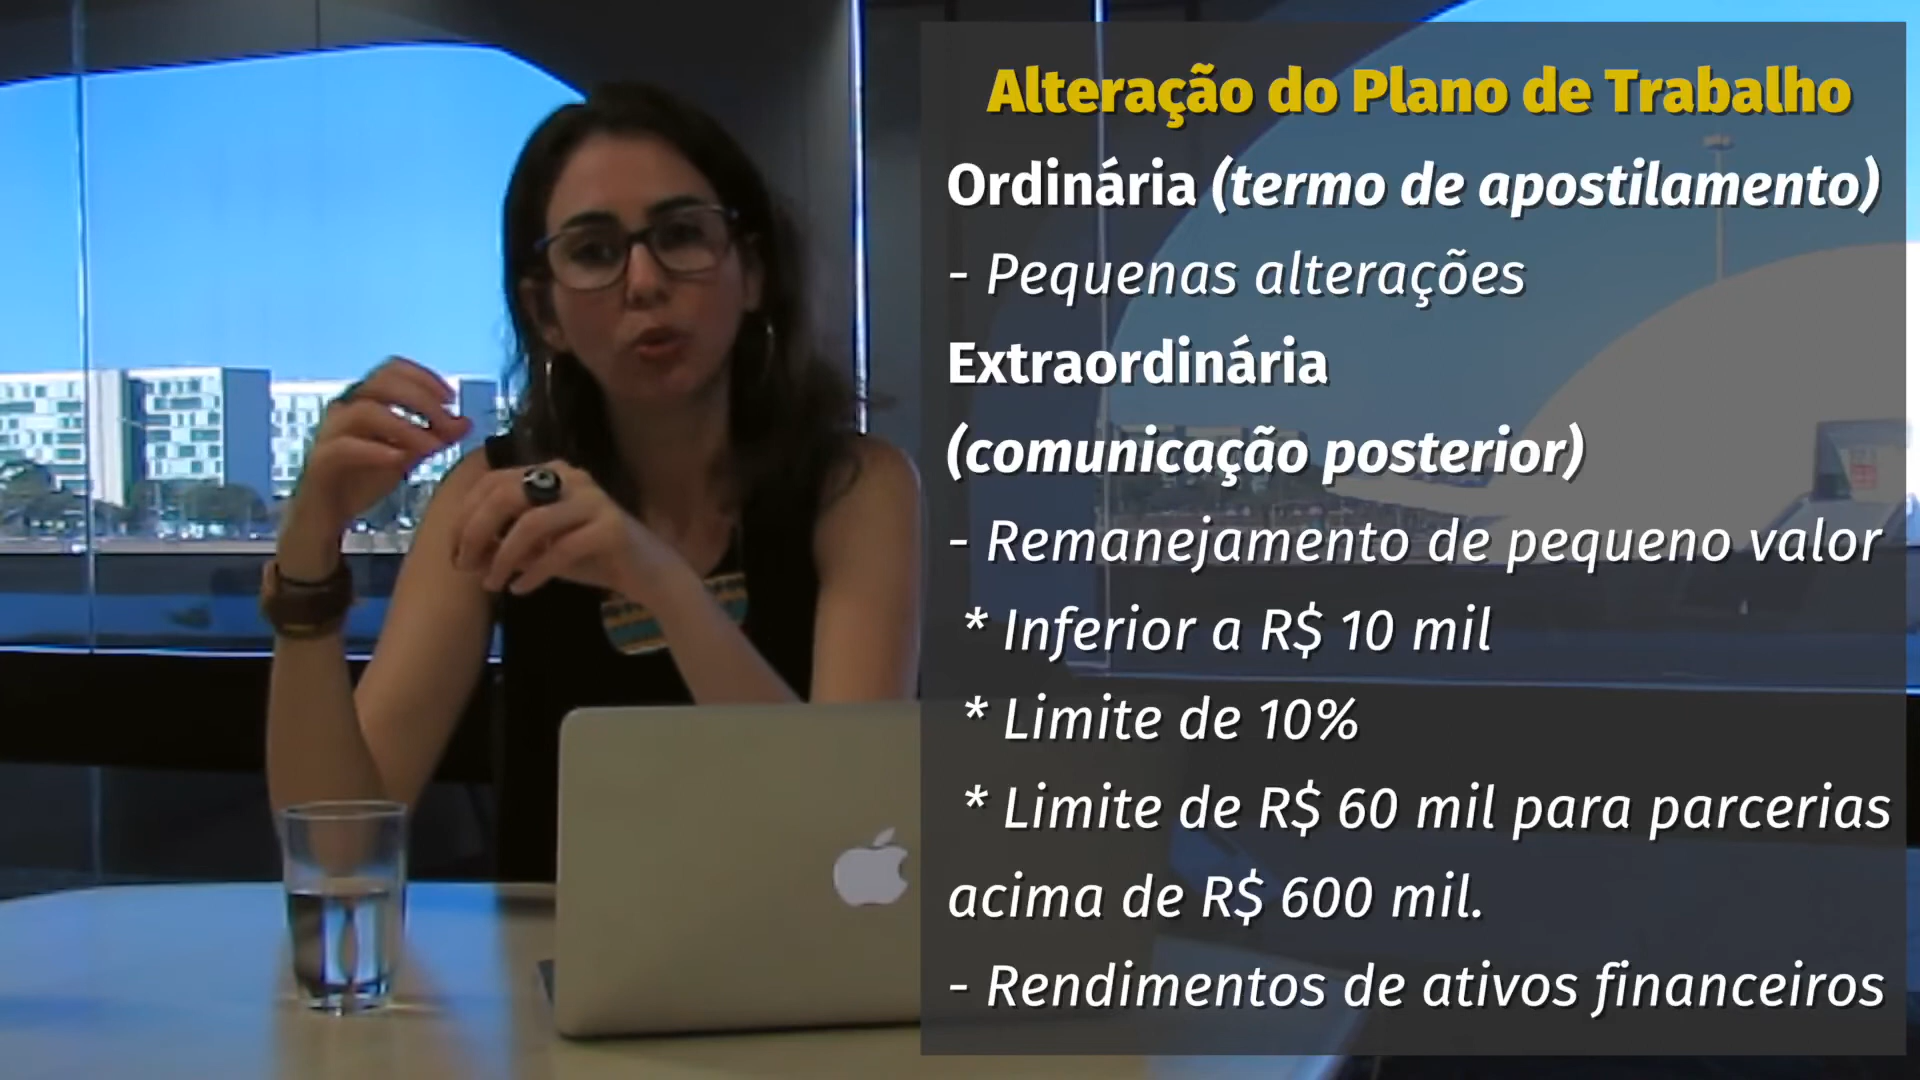 Alteração do Plano de Trabalho
Ordinária (termo de apostilamento)
- Pequenas alterações
Extraordinária
(comunicação posterior)
- Remanejamento de pequeno valor
* Inferior a R$ 10 mil
* Limite de 10%
* Limite de R$ 60 mil para parcerias
acima de R$ 600 mil.
- Rendimentos de ativos financeiros